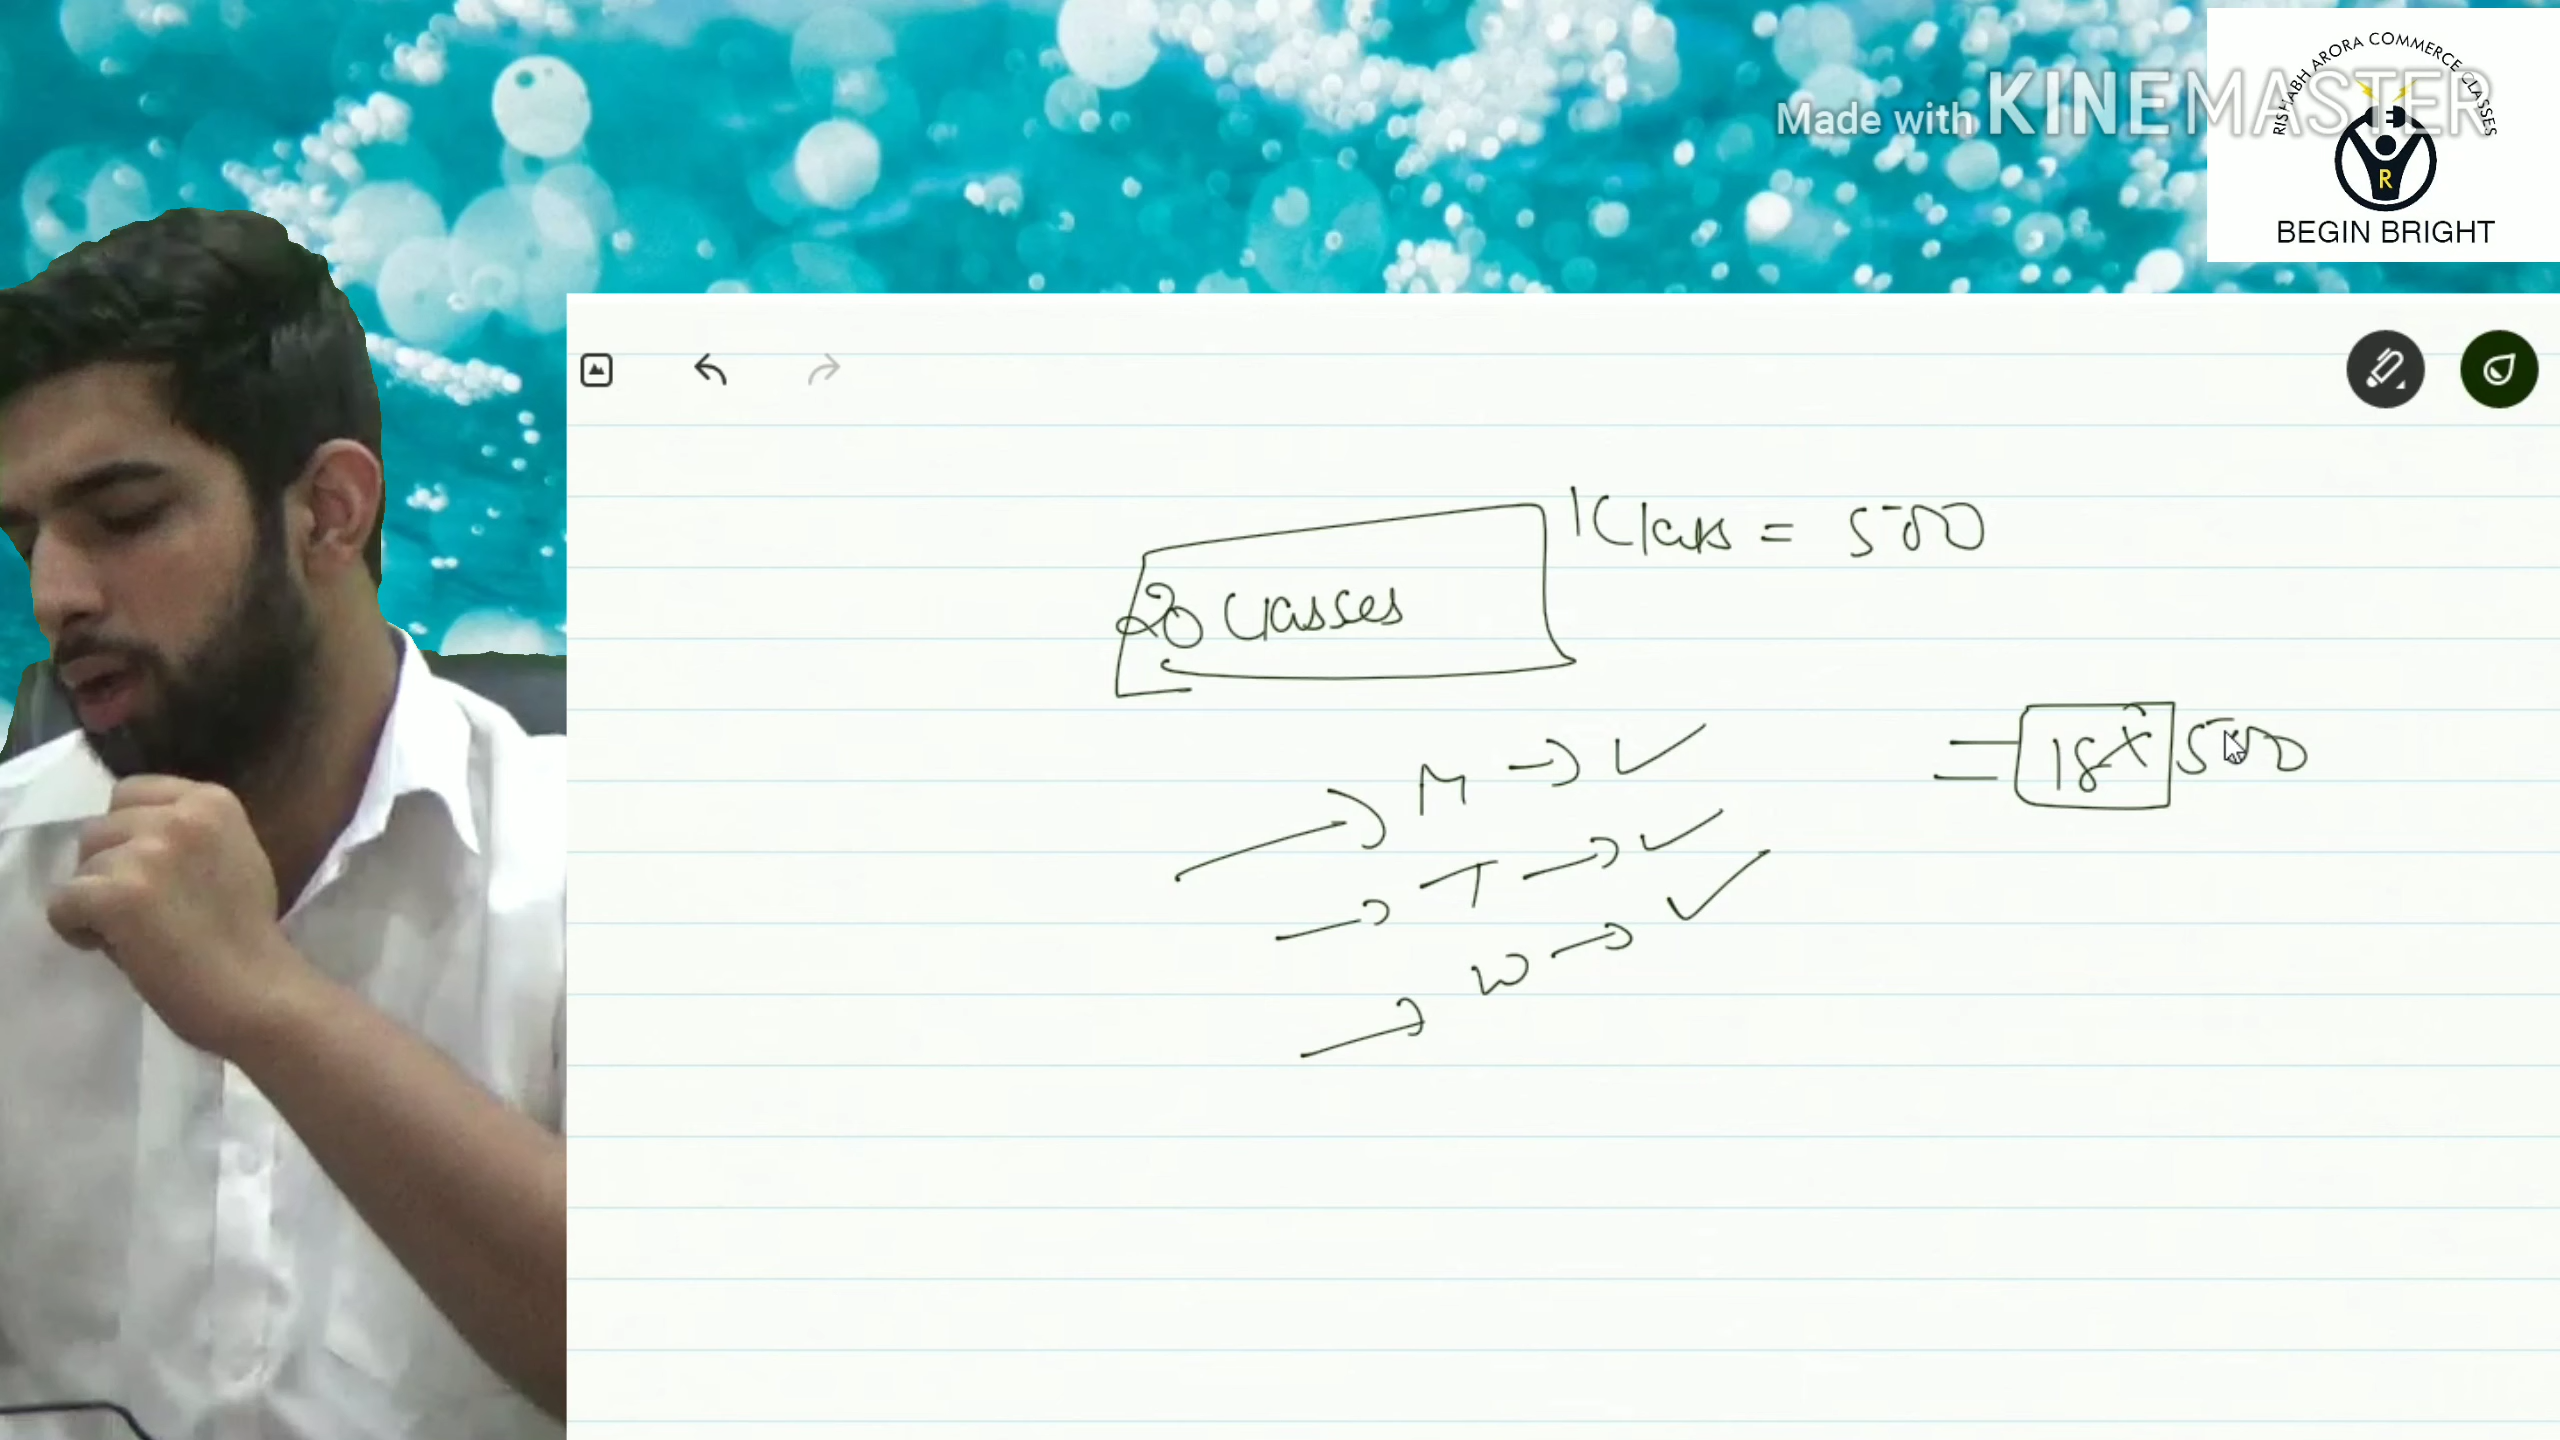 RISHABH ARORA COMMERCE CLASSES
Made with KINEMASTER
R
BEGIN BRIGHT
1 Class = 500
20 Classes
M → ✓
= 18 × 500
→ T → ✓
→ W → ✓